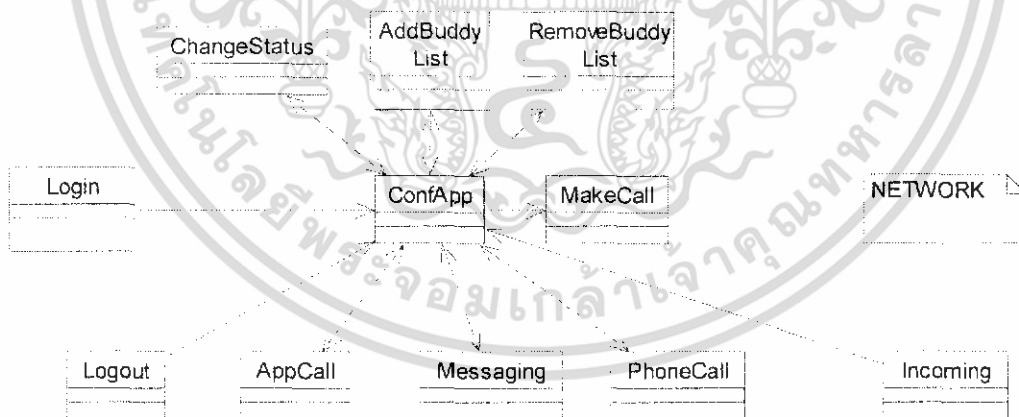 ChangeStatus
AddBuddy
List
RemoveBuddy
List
Login
ConfApp
MakeCall
NETWORK
Logout
AppCall
Messaging
PhoneCall
Incoming